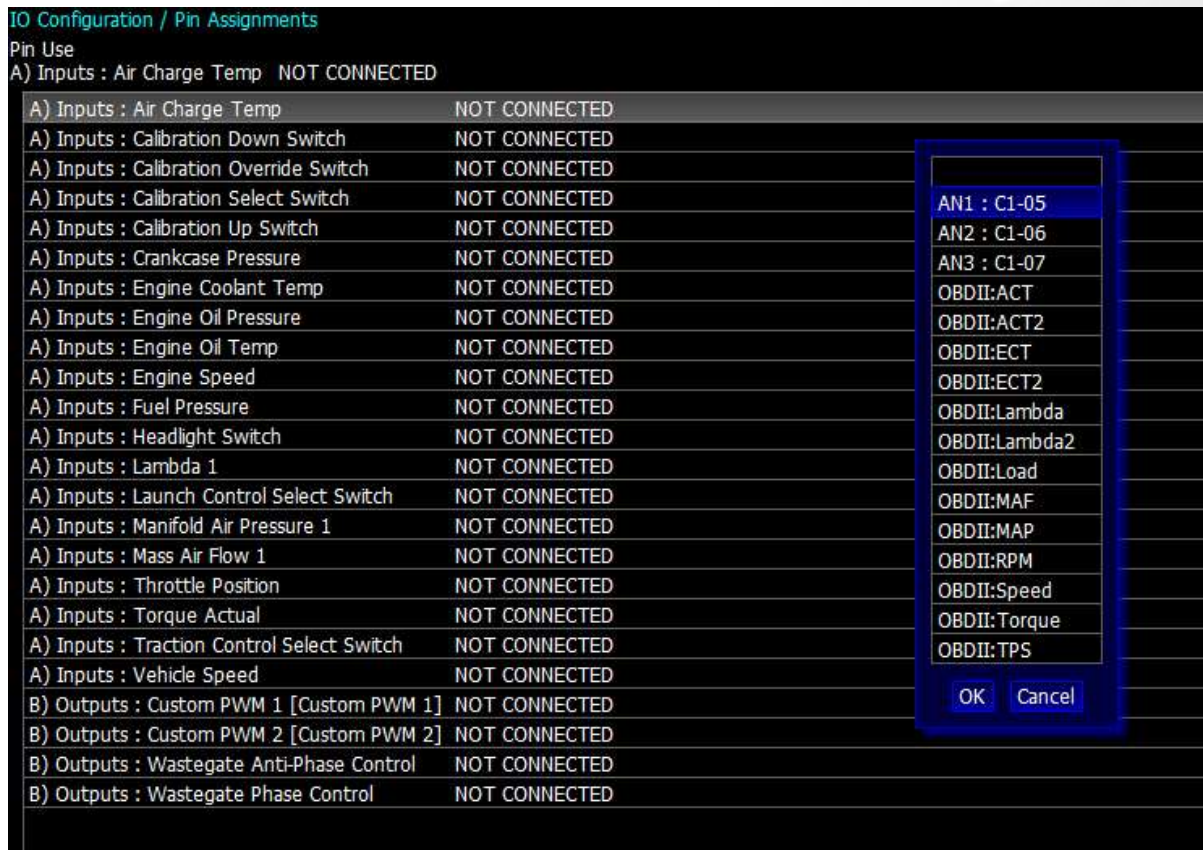 IO Configuration / Pin Assignments
Pin Use
A) Inputs : Air Charge Temp NOT CONNECTED
A) Inputs : Air Charge Temp NOT CONNECTED
A) Inputs : Calibration Down Switch NOT CONNECTED
A) Inputs : Calibration Override Switch NOT CONNECTED
A) Inputs : Calibration Select Switch NOT CONNECTED
A) Inputs : Calibration Up Switch NOT CONNECTED
A) Inputs : Crankcase Pressure NOT CONNECTED
A) Inputs : Engine Coolant Temp NOT CONNECTED
A) Inputs : Engine Oil Pressure NOT CONNECTED
A) Inputs : Engine Oil Temp NOT CONNECTED
A) Inputs : Engine Speed NOT CONNECTED
A) Inputs : Fuel Pressure NOT CONNECTED
A) Inputs : Headlight Switch NOT CONNECTED
A) Inputs : Lambda 1 NOT CONNECTED
A) Inputs : Launch Control Select Switch NOT CONNECTED
A) Inputs : Manifold Air Pressure 1 NOT CONNECTED
A) Inputs : Mass Air Flow 1 NOT CONNECTED
A) Inputs : Throttle Position NOT CONNECTED
A) Inputs : Torque Actual NOT CONNECTED
A) Inputs : Traction Control Select Switch NOT CONNECTED
A) Inputs : Vehicle Speed NOT CONNECTED
B) Outputs : Custom PWM 1 [Custom PWM 1] NOT CONNECTED
B) Outputs : Custom PWM 2 [Custom PWM 2] NOT CONNECTED
B) Outputs : Wastegate Anti-Phase Control NOT CONNECTED
B) Outputs : Wastegate Phase Control NOT CONNECTED
AN1 : C1-05
AN2 : C1-06
AN3 : C1-07
OBDII:ACT
OBDII:ACT2
OBDII:ECT
OBDII:ECT2
OBDII:Lambda
OBDII:Lambda2
OBDII:Load
OBDII:MAF
OBDII:MAP
OBDII:RPM
OBDII:Speed
OBDII:Torque
OBDII:TPS
OK Cancel